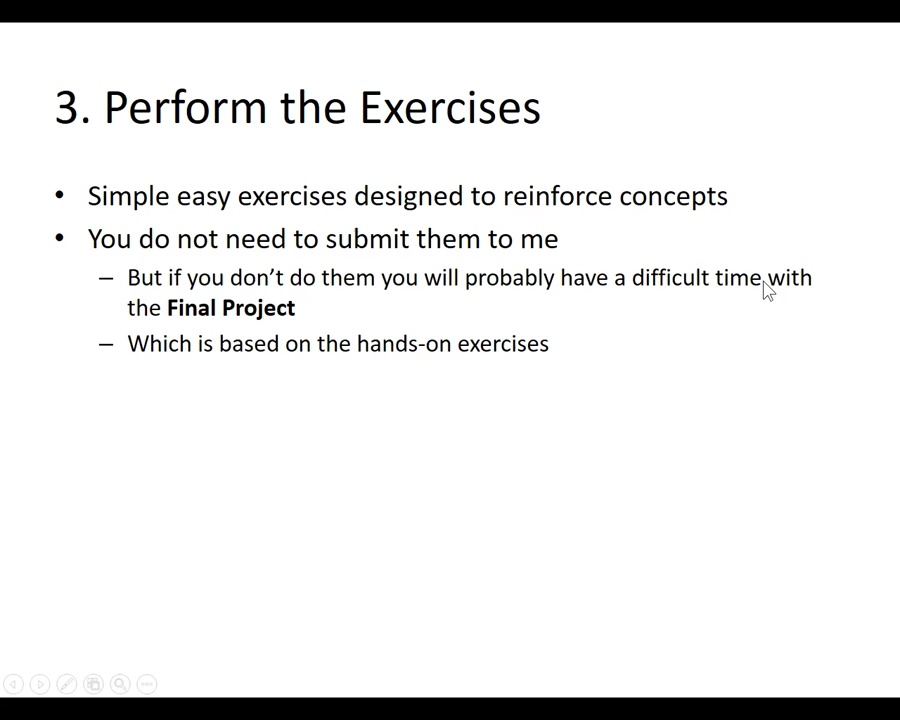 3. Perform the Exercises
• Simple easy exercises designed to reinforce concepts
• You do not need to submit them to me
– But if you don’t do them you will probably have a difficult time with
the Final Project
– Which is based on the hands-on exercises